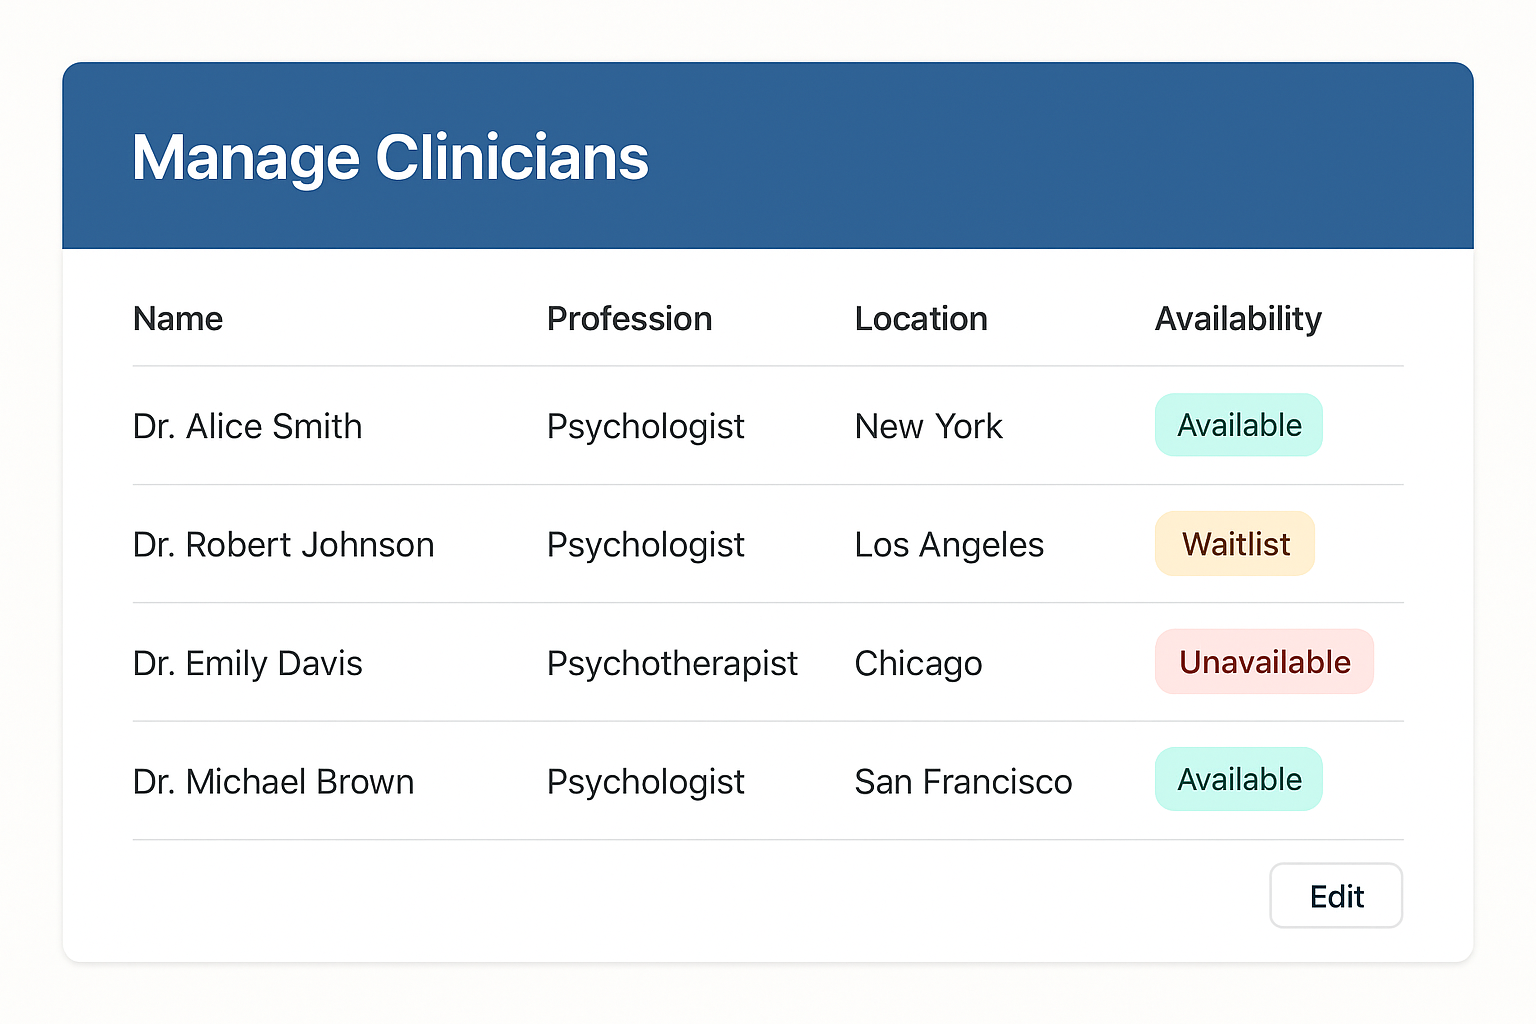 Manage Clinicians
Name Profession Location Availability
Dr. Alice Smith Psychologist New York Available
Dr. Robert Johnson Psychologist Los Angeles Waitlist
Dr. Emily Davis Psychotherapist Chicago Unavailable
Dr. Michael Brown Psychologist San Francisco Available
Edit